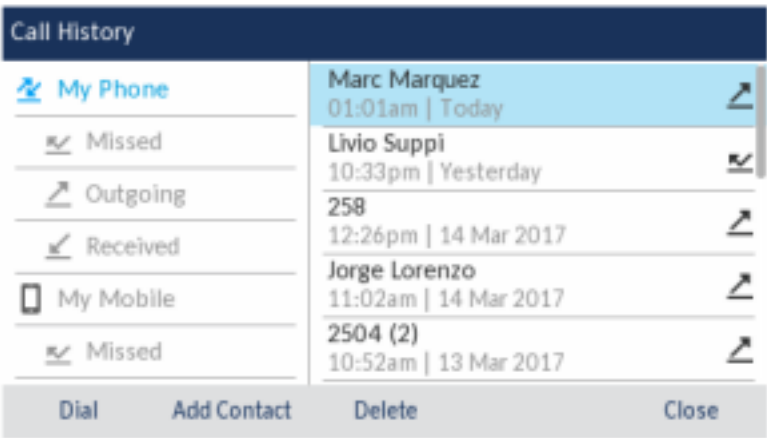 Call History
My Phone
Missed
Outgoing
Received
My Mobile
Missed
Marc Marquez
01:01am | Today
Livio Suppi
10:33pm | Yesterday
258
12:26pm | 14 Mar 2017
Jorge Lorenzo
11:02am | 14 Mar 2017
2504 (2)
10:52am | 13 Mar 2017
Dial Add Contact Delete Close